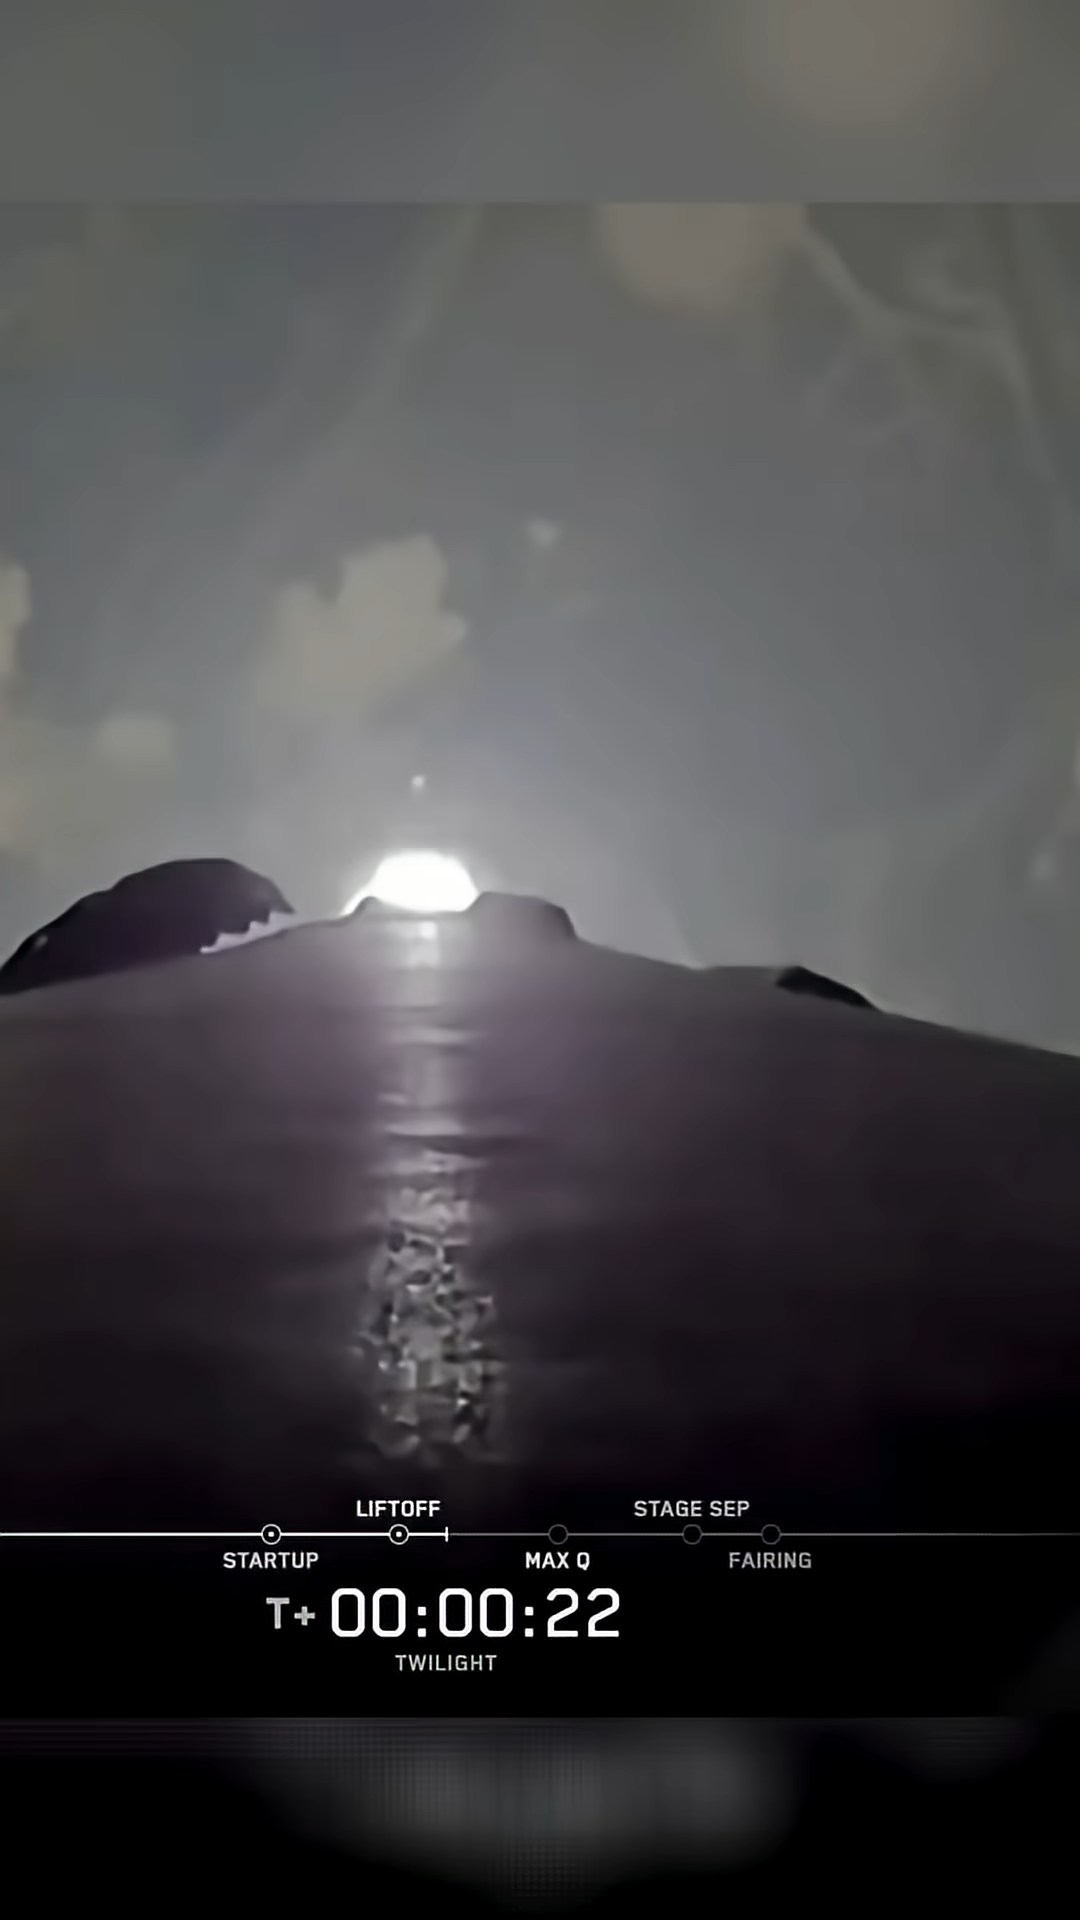 LIFTOFF
STAGE SEP
STARTUP
MAX Q
FAIRING
T+ 00:00:22
TWILIGHT